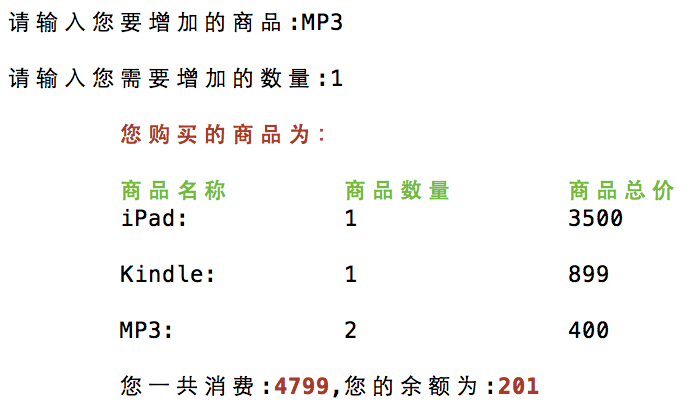 请输入您要增加的商品:MP3
请输入您需要增加的数量:1
您购买的商品为:
商品名称 商品数量 商品总价
iPad: 1 3500
Kindle: 1 899
MP3: 2 400
您一共消费:4799,您的余额为:201